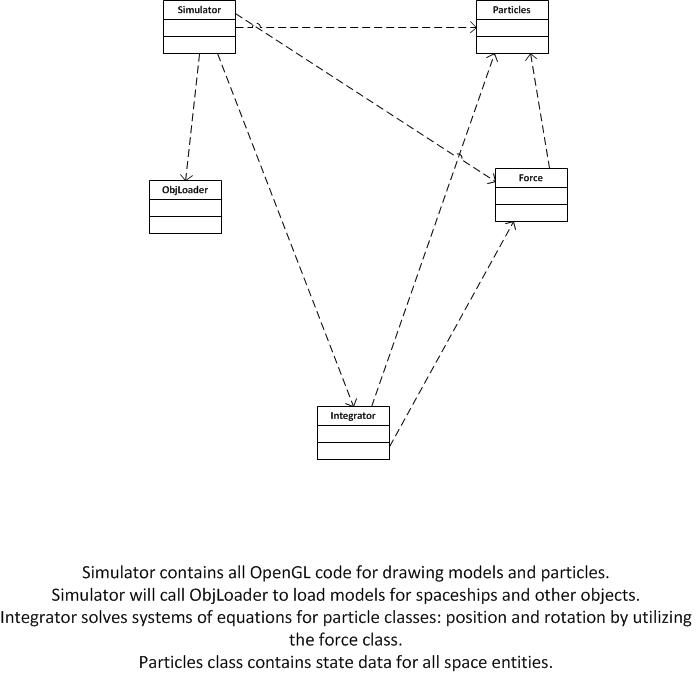 Simulator
Particles
ObjLoader
Force
Integrator
Simulator contains all OpenGL code for drawing models and particles.
Simulator will call ObjLoader to load models for spaceships and other objects.
Integrator solves systems of equations for particle classes: position and rotation by utilizing
the force class.
Particles class contains state data for all space entities.